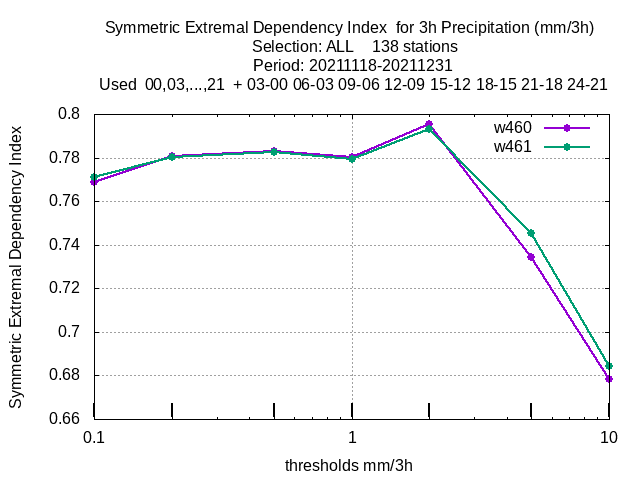 Symmetric Extremal Dependency Index  for 3h Precipitation (mm/3h)
Selection: ALL    138 stations
Period: 20211118-20211231
Used  00,03,...,21  + 03-00 06-03 09-06 12-09 15-12 18-15 21-18 24-21
Symmetric Extremal Dependency Index
0.8
0.78
0.76
0.74
0.72
0.7
0.68
0.66
w460
w461
0.1
1
10
thresholds mm/3h